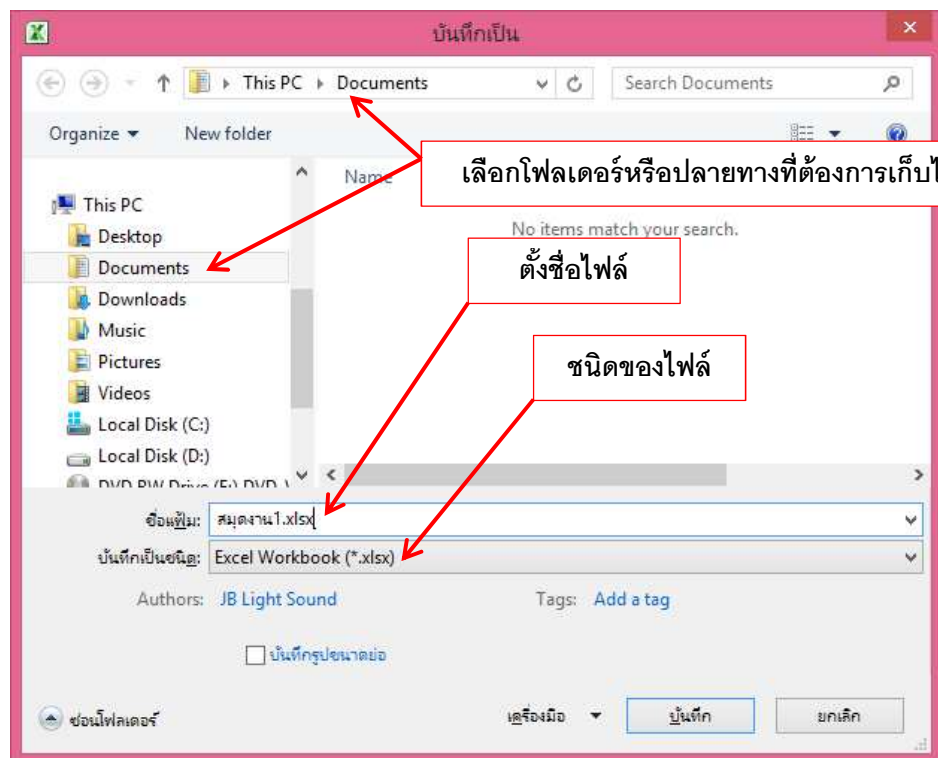 บันทึกเป็น
This PC Documents
Search Documents
Organize New folder
Name
เลือกโฟลเดอร์หรือปลายทางที่ต้องการเก็บ
This PC
No items match your search.
Desktop
ตั้งชื่อไฟล์
Documents
Downloads
Music
ชนิดของไฟล์
Pictures
Videos
Local Disk (C:)
Local Disk (D:)
ชื่อแฟ้ม: สมุดงาน1.xlsx
บันทึกเป็นชนิด: Excel Workbook (*.xlsx)
Authors: JB Light Sound Tags: Add a tag
บันทึกรูปขนาดย่อ
ซ่อนโฟลเดอร์ เครื่องมือ บันทึก ยกเลิก